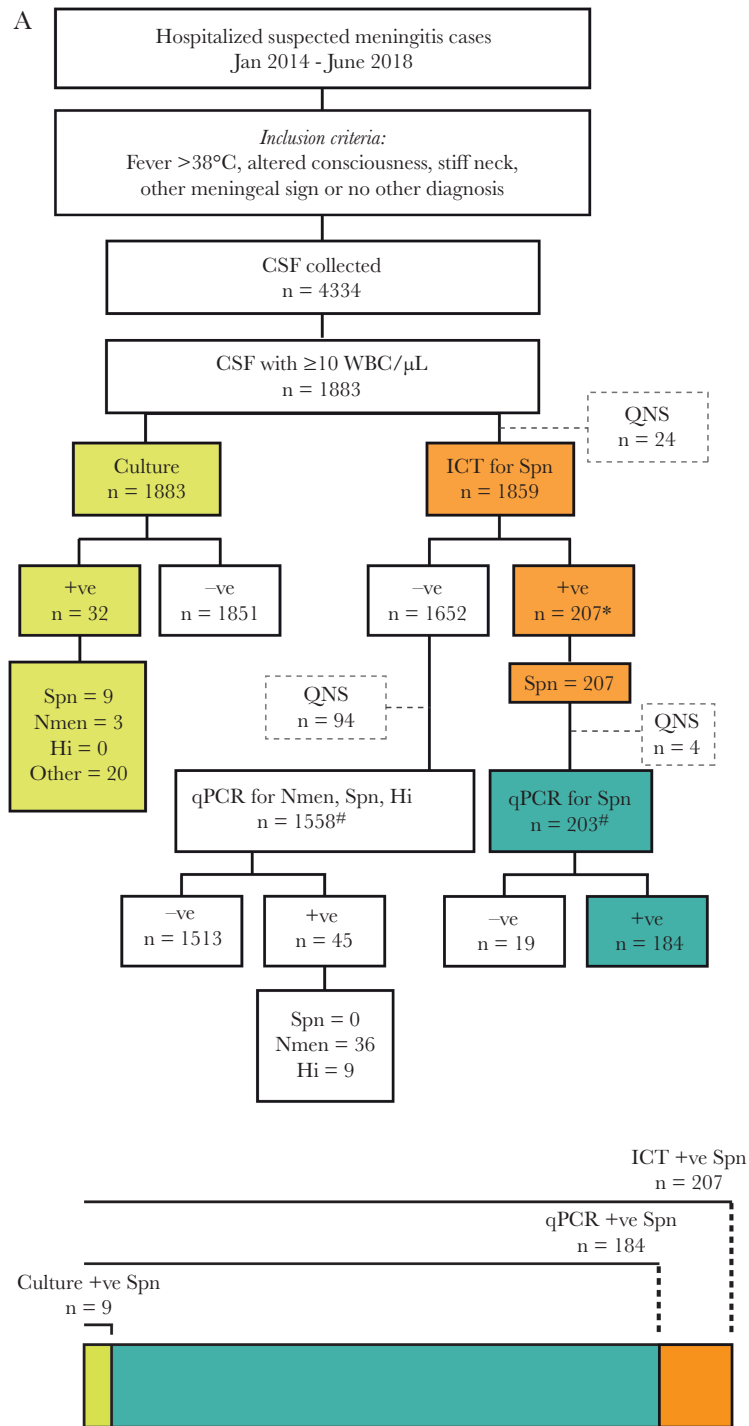 A
Hospitalized suspected meningitis cases
Jan 2014 - June 2018
Inclusion criteria:
Fever >38°C, altered consciousness, stiff neck,
other meningeal sign or no other diagnosis
CSF collected
n = 4334
CSF with ≥10 WBC/μL
n = 1883
QNS
n = 24
Culture
n = 1883
ICT for Spn
n = 1859
+ve
n = 32
–ve
n = 1851
–ve
n = 1652
+ve
n = 207*
Spn = 9
Nmen = 3
Hi = 0
Other = 20
Spn = 207
QNS
n = 94
QNS
n = 4
qPCR for Nmen, Spn, Hi
n = 1558#
qPCR for Spn
n = 203#
–ve
n = 1513
+ve
n = 45
–ve
n = 19
+ve
n = 184
Spn = 0
Nmen = 36
Hi = 9
ICT +ve Spn
n = 207
qPCR +ve Spn
n = 184
Culture +ve Spn
n = 9